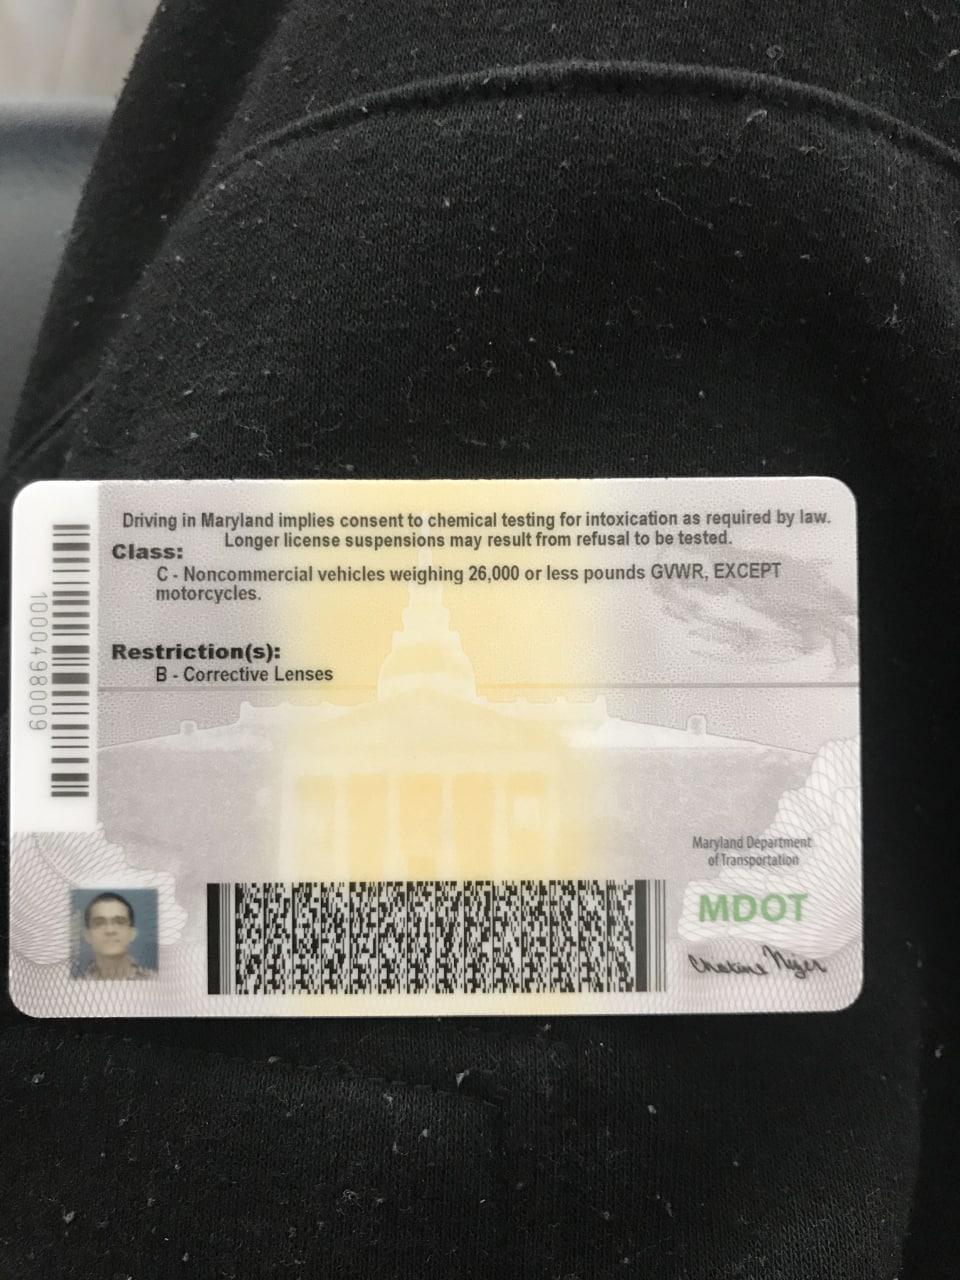 Driving in Maryland implies consent to chemical testing for intoxication as required by law.
Longer license suspensions may result from refusal to be tested.
Class:
C - Noncommercial vehicles weighing 26,000 or less pounds GVWR, EXCEPT
motorcycles.
Restriction(s):
B - Corrective Lenses
1000498009
Maryland Department
of Transportation
MDOT